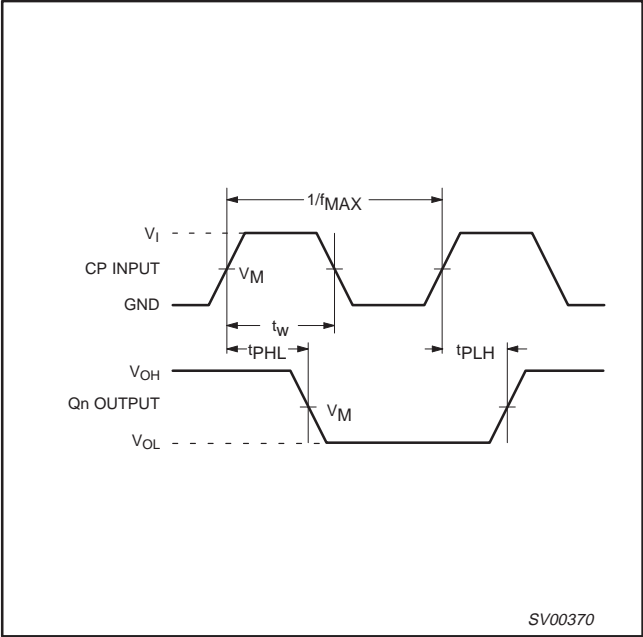 1/fMAX
VI
CP INPUT
VM
GND
tW
tPHL
tPLH
VOH
Qn OUTPUT
VM
VOL
SV00370